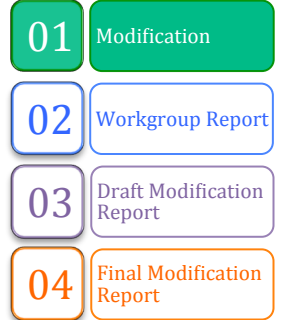 01 Modification
02 Workgroup Report
03 Draft Modification
Report
04 Final Modification
Report